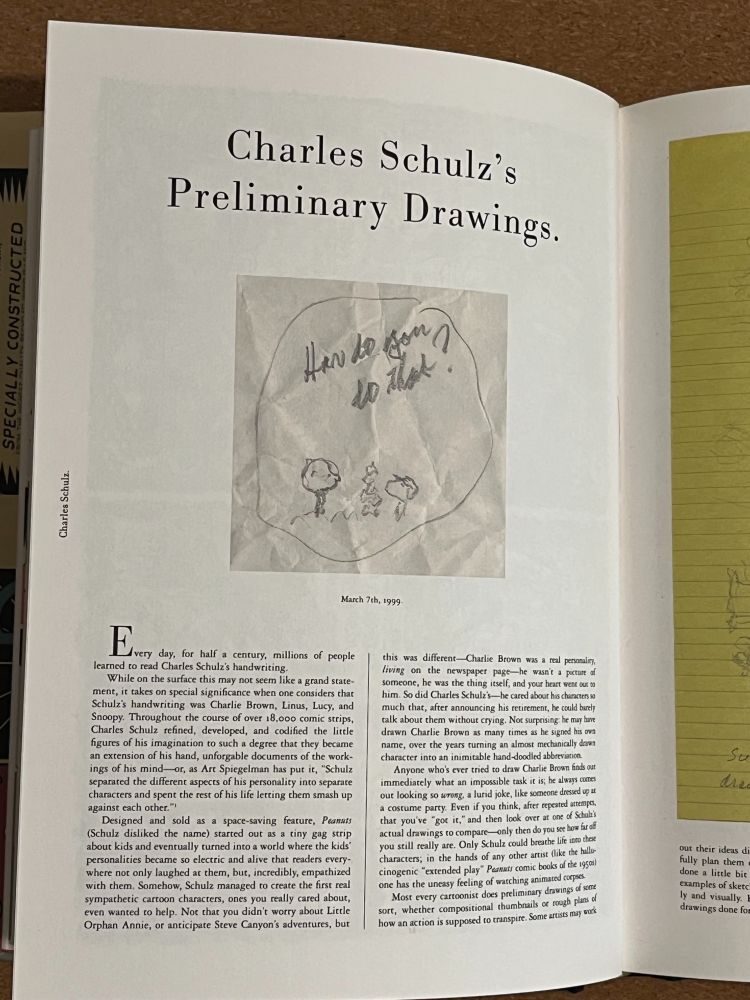 Charles Schulz's
Preliminary Drawings.
How do you
do that?
March 7th, 1999.
Charles Schulz.
SPECIALLY CONSTRUCTED
Every day, for half a century, millions of people
learned to read Charles Schulz's handwriting.
While on the surface this may not seem like a grand state-
ment, it takes on special significance when one considers that
Schulz's handwriting was Charlie Brown, Linus, Lucy, and
Snoopy. Throughout the course of over 18,000 comic strips,
Charles Schulz refined, developed, and codified the little
figures of his imagination to such a degree that they became
an extension of his hand, unforgable documents of the work-
ings of his mind—or, as Art Spiegelman has put it, "Schulz
separated the different aspects of his personality into separate
characters and spent the rest of his life letting them smash up
against each other."¹
Designed and sold as a space-saving feature, Peanuts
(Schulz disliked the name) started out as a tiny gag strip
about kids and eventually turned into a world where the kids'
personalities became so electric and alive that readers every-
where not only laughed at them, but, incredibly, empathized
with them. Somehow, Schulz managed to create the first real
sympathetic cartoon characters, ones you really cared about,
even wanted to help. Not that you didn't worry about Little
Orphan Annie, or anticipate Steve Canyon's adventures, but
this was different—Charlie Brown was a real personality,
living on the newspaper page—he wasn't a picture of
someone, he was the thing itself, and your heart went out to
him. So did Charles Schulz's—he cared about his characters so
much that, after announcing his retirement, he could barely
talk about them without crying. Not surprising: he may have
drawn Charlie Brown as many times as he signed his own
name, over the years turning an almost mechanically drawn
character into an inimitable hand-doodled abbreviation.
Anyone who's ever tried to draw Charlie Brown finds out
immediately what an impossible task it is; he always comes
out looking so wrong, a lurid joke, like someone dressed up at
a costume party. Even if you think, after repeated attempts,
that you've "got it," and then look over at one of Schulz's
actual drawings to compare—only then do you see how far off
you still really are. Only Schulz could breathe life into these
characters; in the hands of any other artist (like the hallu-
cinogenic "extended play" Peanuts comic books of the 1950s)
one has the uneasy feeling of watching animated corpses.
Most every cartoonist does preliminary drawings of some
sort, whether compositional thumbnails or rough plans of
how an action is supposed to transpire. Some artists may work
out their ideas di
fully plan them
done a little bit
examples of sketc
ly and visually.
drawings done for